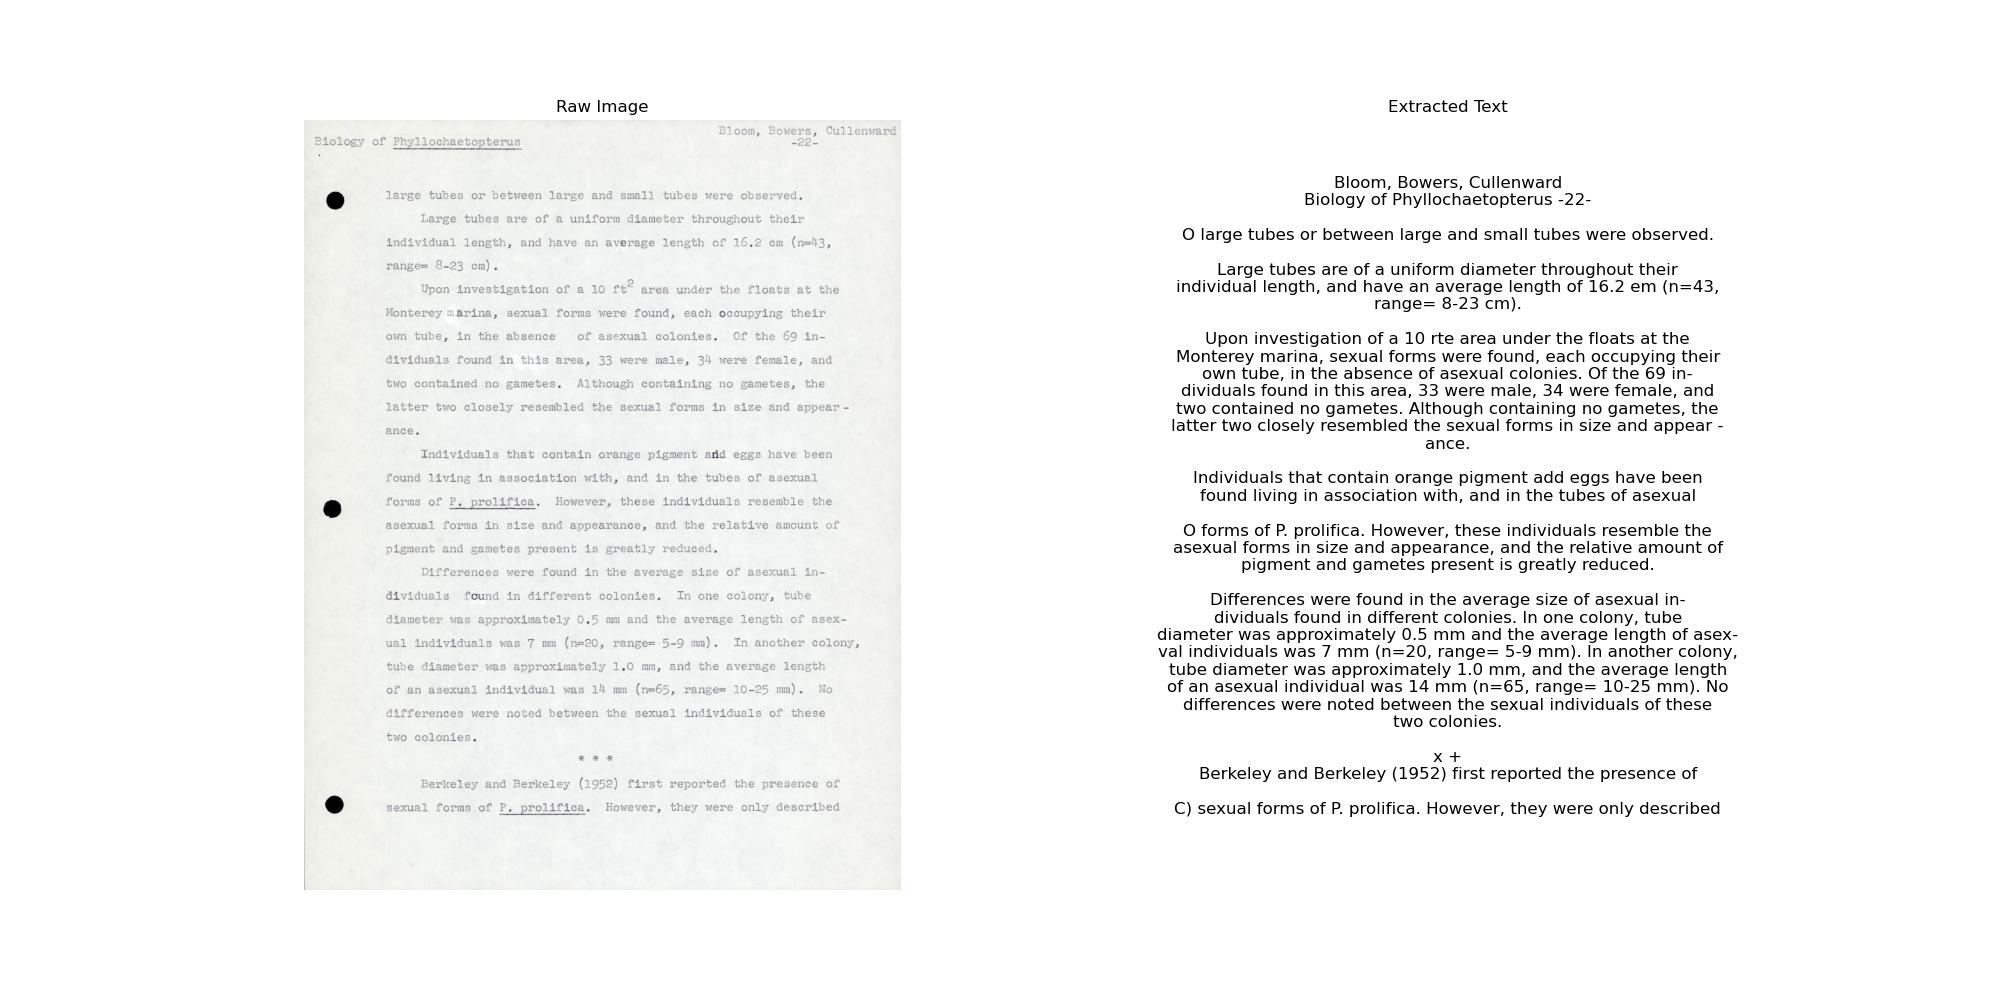 Raw Image
Bloom, Bowers, Cullenward
Biology of Phyllochaetopterus -22-
large tubes or between large and small tubes were observed.
Large tubes are of a uniform diameter throughout their
individual length, and have an average length of 16.2 cm (n=43,
range= 8-23 cm).
Upon investigation of a 10 ft² area under the floats at the
Monterey marina, sexual forms were found, each occupying their
own tube, in the absence of asexual colonies. Of the 69 in-
dividuals found in this area, 33 were male, 34 were female, and
two contained no gametes. Although containing no gametes, the
latter two closely resembled the sexual forms in size and appear-
ance.
Individuals that contain orange pigment and eggs have been
found living in association with, and in the tubes of asexual
forms of P. prolifica. However, these individuals resemble the
asexual forms in size and appearance, and the relative amount of
pigment and gametes present is greatly reduced.
Differences were found in the average size of asexual in-
dividuals found in different colonies. In one colony, tube
diameter was approximately 0.5 mm and the average length of asex-
ual individuals was 7 mm (n=20, range= 5-9 mm). In another colony,
tube diameter was approximately 1.0 mm, and the average length
of an asexual individual was 14 mm (n=65, range= 10-25 mm). No
differences were noted between the sexual individuals of these
two colonies.
* * *
Berkeley and Berkeley (1952) first reported the presence of
sexual forms of P. prolifica. However, they were only described
Extracted Text
Bloom, Bowers, Cullenward
Biology of Phyllochaetopterus -22-
O large tubes or between large and small tubes were observed.
Large tubes are of a uniform diameter throughout their
individual length, and have an average length of 16.2 em (n=43,
range= 8-23 cm).
Upon investigation of a 10 rte area under the floats at the
Monterey marina, sexual forms were found, each occupying their
own tube, in the absence of asexual colonies. Of the 69 in-
dividuals found in this area, 33 were male, 34 were female, and
two contained no gametes. Although containing no gametes, the
latter two closely resembled the sexual forms in size and appear -
ance.
Individuals that contain orange pigment add eggs have been
found living in association with, and in the tubes of asexual
O forms of P. prolifica. However, these individuals resemble the
asexual forms in size and appearance, and the relative amount of
pigment and gametes present is greatly reduced.
Differences were found in the average size of asexual in-
dividuals found in different colonies. In one colony, tube
diameter was approximately 0.5 mm and the average length of asex-
val individuals was 7 mm (n=20, range= 5-9 mm). In another colony,
tube diameter was approximately 1.0 mm, and the average length
of an asexual individual was 14 mm (n=65, range= 10-25 mm). No
differences were noted between the sexual individuals of these
two colonies.
x +
Berkeley and Berkeley (1952) first reported the presence of
C) sexual forms of P. prolifica. However, they were only described